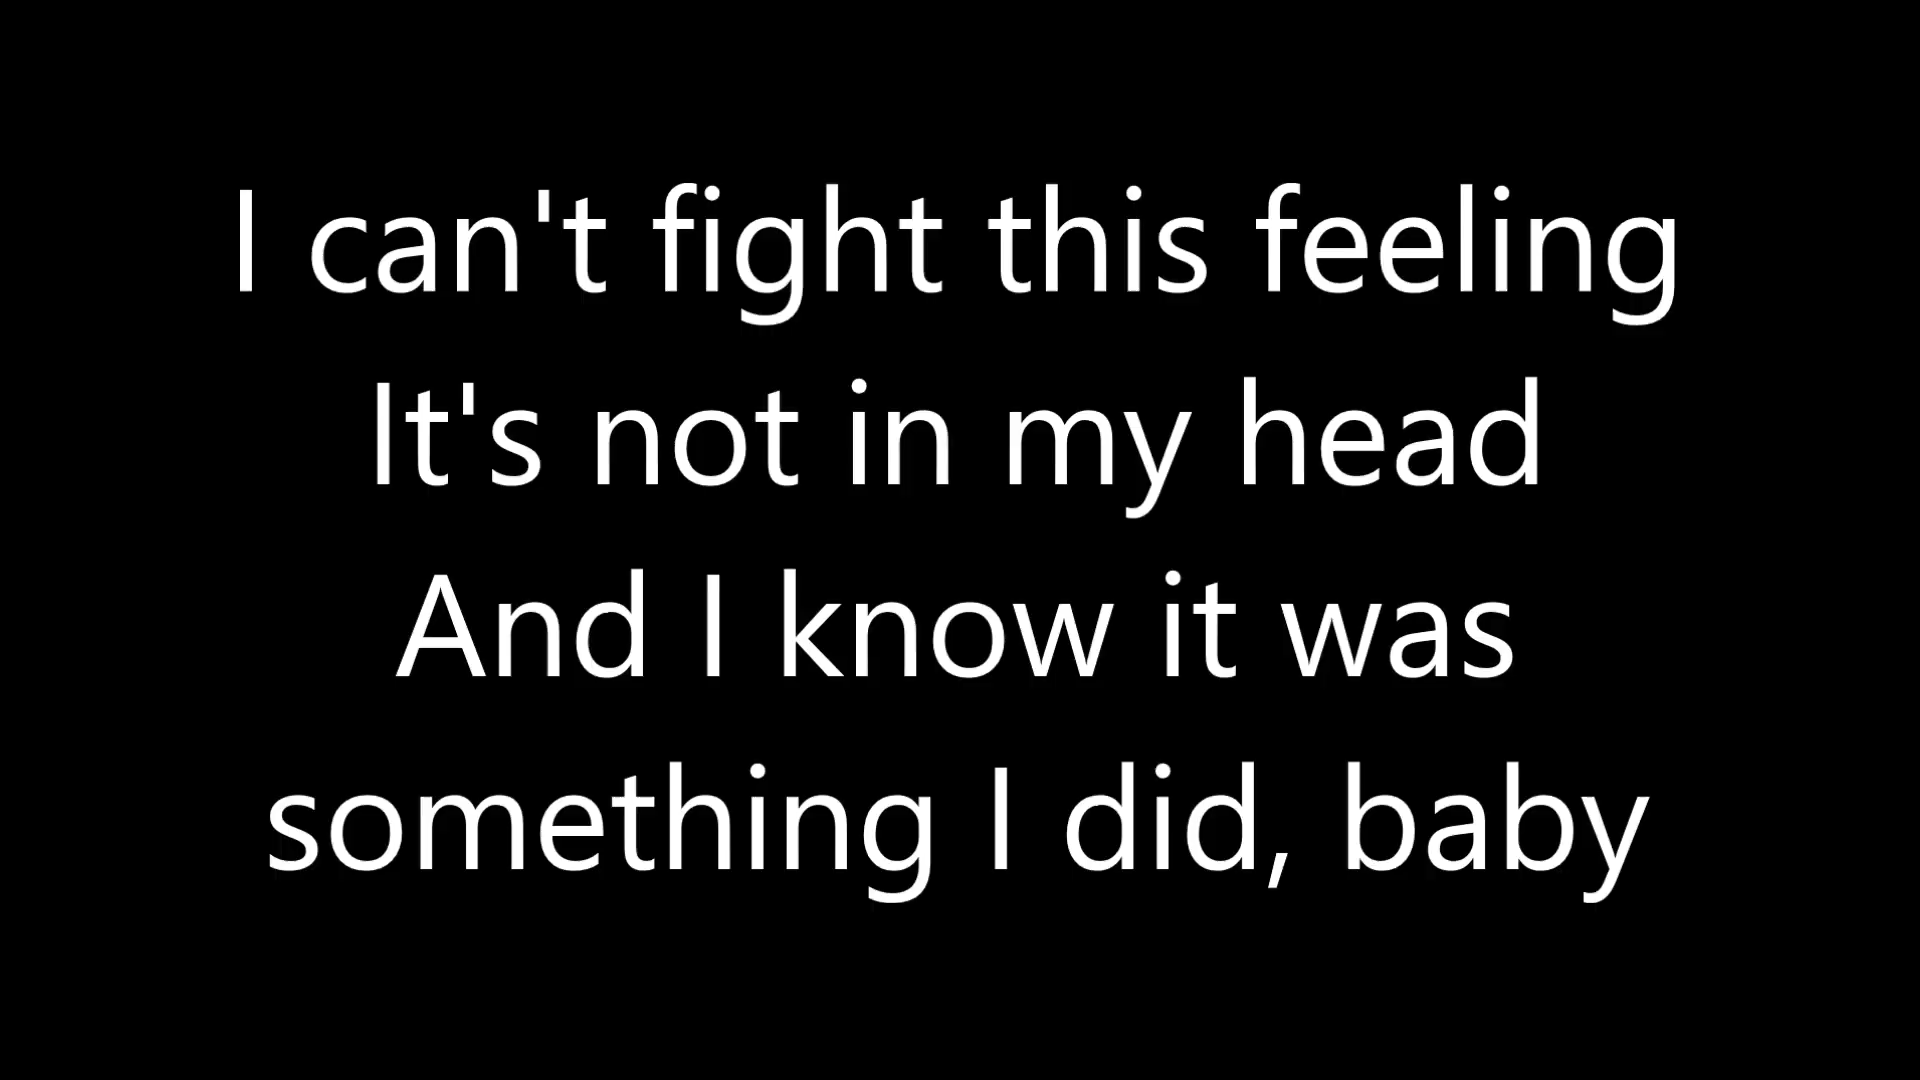 I can't fight this feeling
It's not in my head
And I know it was
something I did, baby